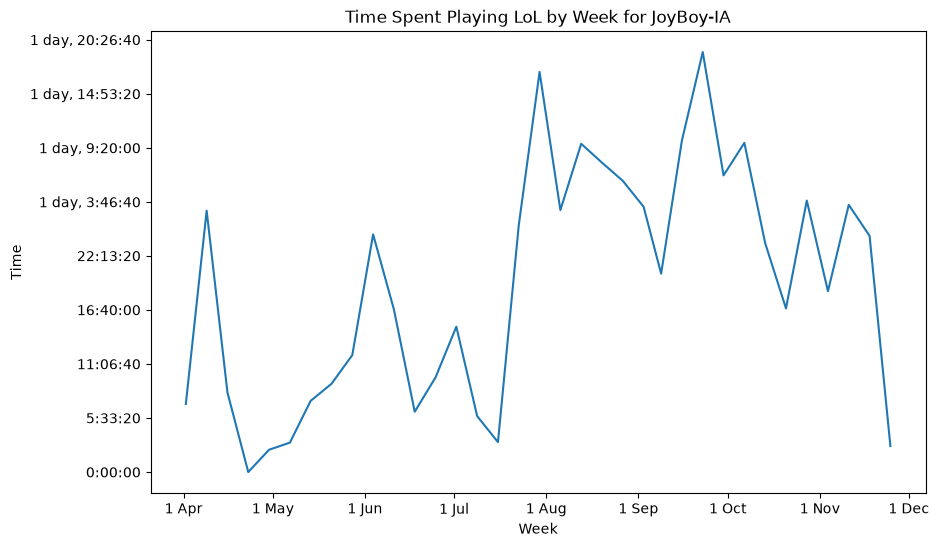 Time Spent Playing LoL by Week for JoyBoy-IA
1 day, 20:26:40
1 day, 14:53:20
1 day, 9:20:00
1 day, 3:46:40
22:13:20
16:40:00
11:06:40
5:33:20
0:00:00
Time
1 Apr
1 May
1 Jun
1 Jul
1 Aug
1 Sep
1 Oct
1 Nov
1 Dec
Week